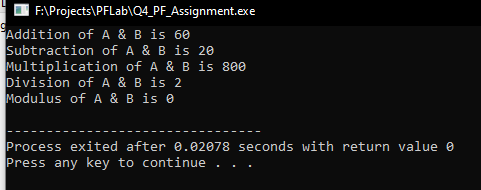 F:\Projects\PFLab\Q4_PF_Assignment.exe
Addition of A & B is 60
Subtraction of A & B is 20
Multiplication of A & B is 800
Division of A & B is 2
Modulus of A & B is 0
--------------------------------
Process exited after 0.02078 seconds with return value 0
Press any key to continue . . .